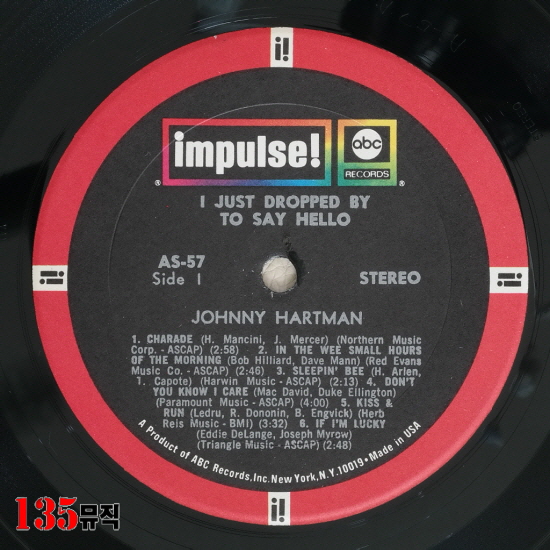 i!
impulse!
abc
RECORDS
®
®
I JUST DROPPED BY
TO SAY HELLO
AS-57
Side 1
STEREO
i!i
i!i
JOHNNY HARTMAN
1. CHARADE (H. Mancini, J. Mercer) (Northern Music
Corp. - ASCAP) (2:58) - 2. IN THE WEE SMALL HOURS
OF THE MORNING (Bob Hilliard, Dave Mann) (Red Evans
Music Co. - ASCAP) (2:46) 3. SLEEPIN' BEE (H. Arlen,
1. Capote) (Harwin Music - ASCAP) (2:13) 4. DON'T
YOU KNOW I CARE (Mac David, Duke Ellington)
(Paramount Music - ASCAP) (4:00) 5. KISS &
RUN (Ledru, R. Dononin, B. Engvick) (Herb
Reis Music - BMI) (3:32) 6. IF I'M LUCKY
(Eddie DeLange, Joseph Myrow)
(Triangle Music - ASCAP) (2:48)
A Product of ABC Records, Inc. New York, N.Y. 10019 • Made in USA
i!
135뮤직